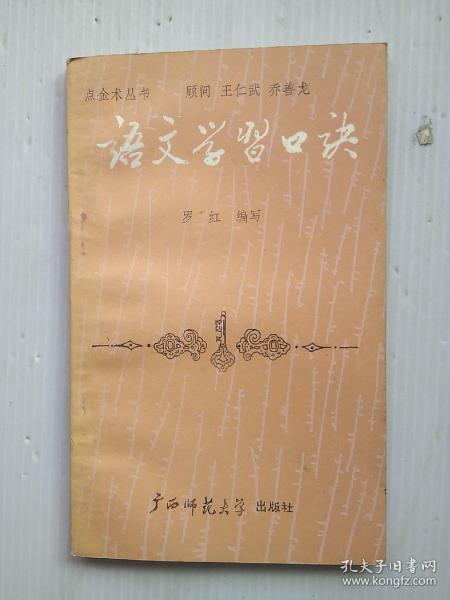 点金术丛书 顾问 王仁武 乔善龙
语文学習口诀
罗红 编写
广西师范大学 出版社
孔夫子旧书网
www.kongfz.com